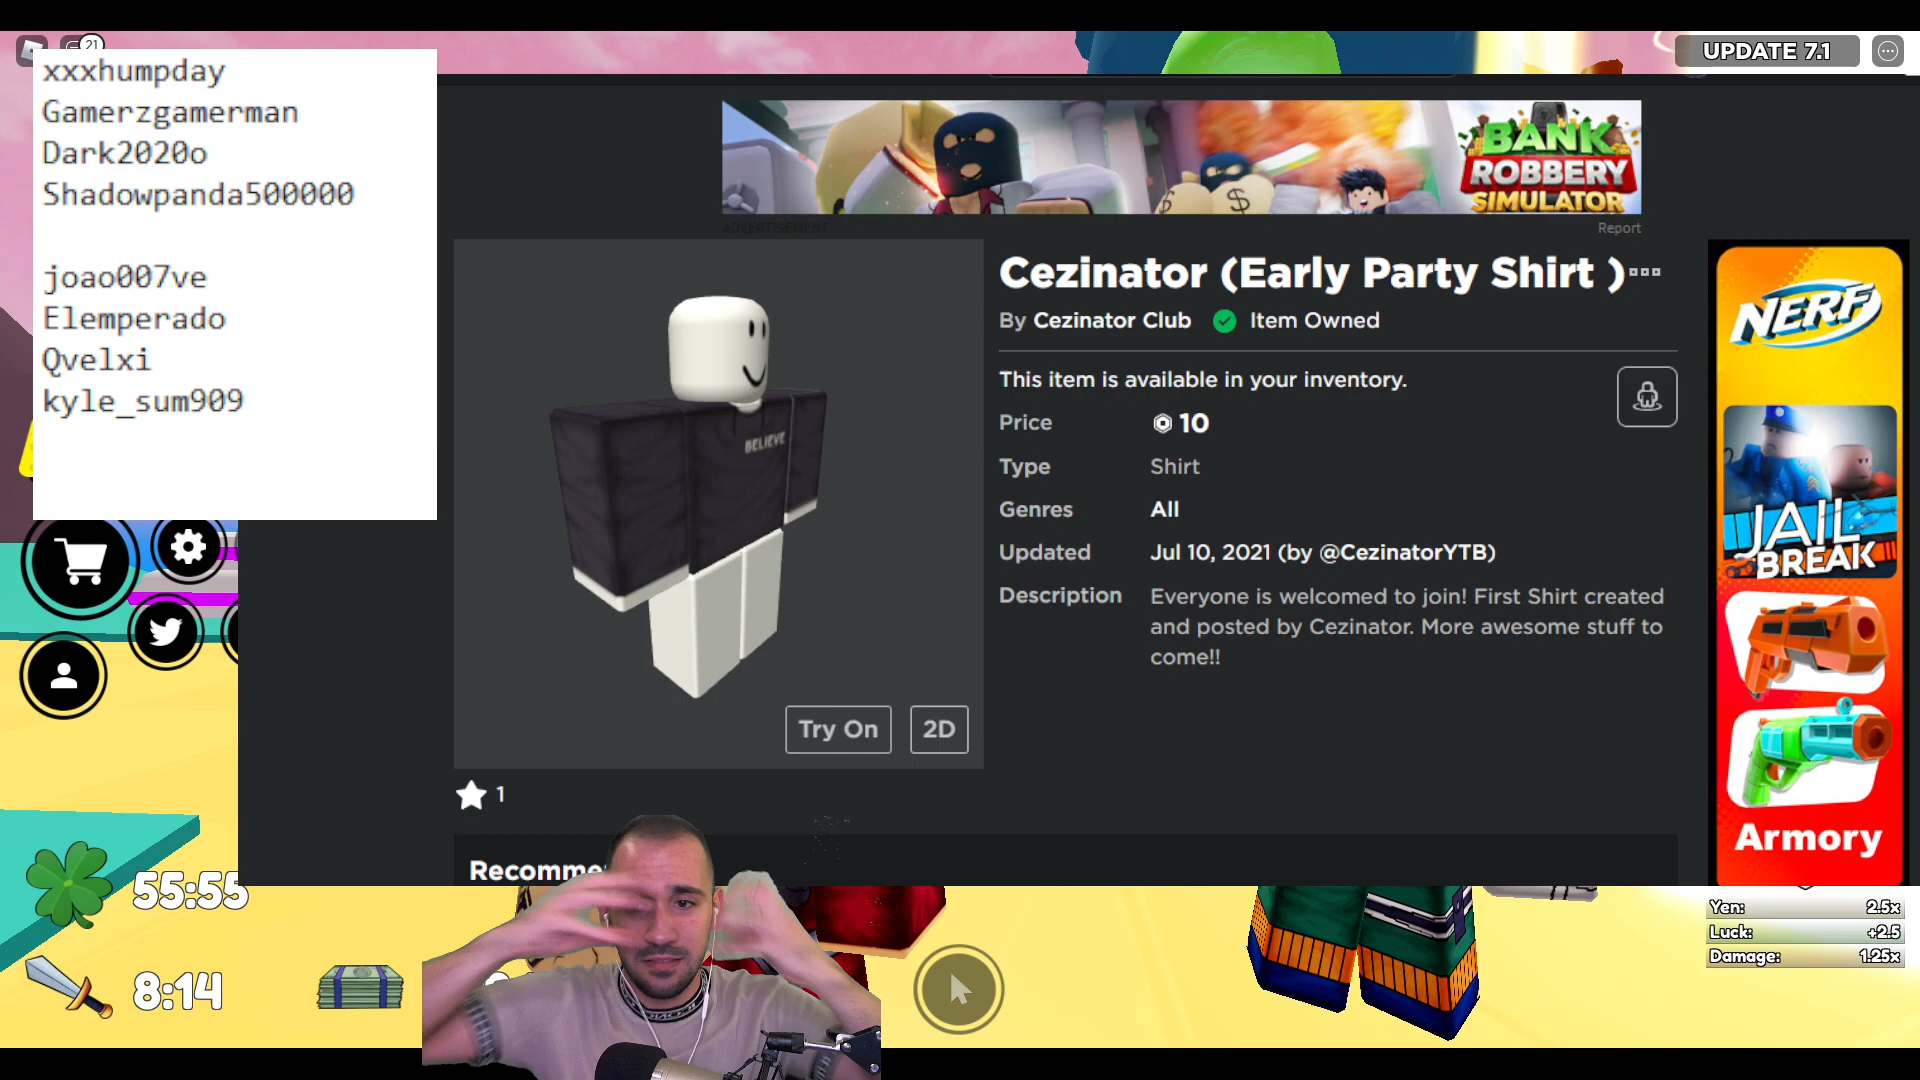 21
UPDATE 7.1
xxxhumpday
Gamerzgamerman
Dark2020o
Shadowpanda500000
joao007ve
Elemperado
Qvelxi
kyle_sum909
BANK
ROBBERY
SIMULATOR
$
ADVERTISEMENT
Report
Cezinator (Early Party Shirt )
By Cezinator Club Item Owned
This item is available in your inventory.
Price 10
Type Shirt
Genres All
Updated Jul 10, 2021 (by @CezinatorYTB)
Description Everyone is welcomed to join! First Shirt created
and posted by Cezinator. More awesome stuff to
come!!
BELIEVE
Try On
2D
1
Recomme
NERF
JAIL
BREAK
Armory
55:55
8:14
Yen: 2.5x
Luck: +2.5
Damage: 1.25x